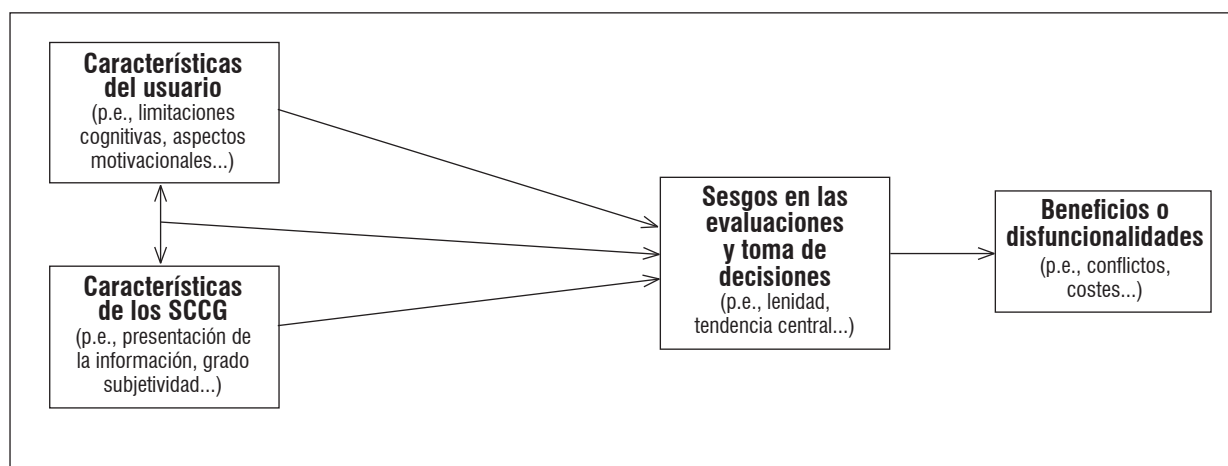 Características
del usuario
(p.e., limitaciones
cognitivas, aspectos
motivacionales...)
Características
de los SCCG
(p.e., presentación de
la información, grado
subjetividad...)
Sesgos en las
evaluaciones
y toma de
decisiones
(p.e., lenidad,
tendencia central...)
Beneficios o
disfuncionalidades
(p.e., conflictos,
costes...)